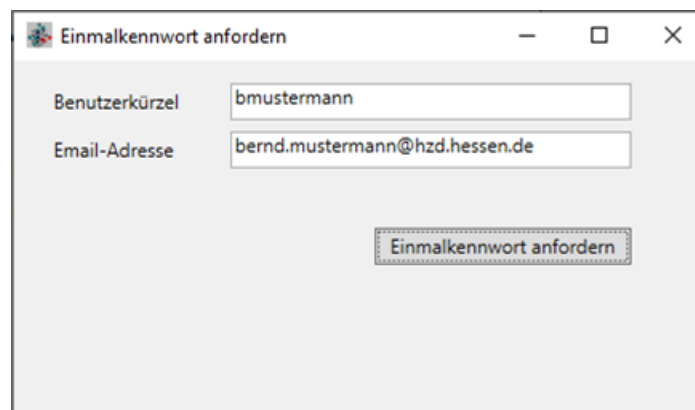 Einmalkennwort anfordern
Benutzerkürzel bmustermann
Email-Adresse bernd.mustermann@hzd.hessen.de
Einmalkennwort anfordern